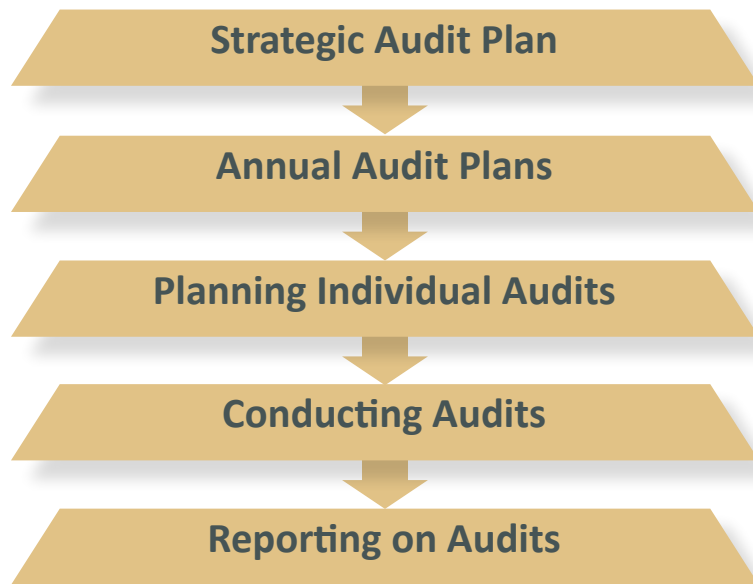 Strategic Audit Plan
Annual Audit Plans
Planning Individual Audits
Conducting Audits
Reporting on Audits